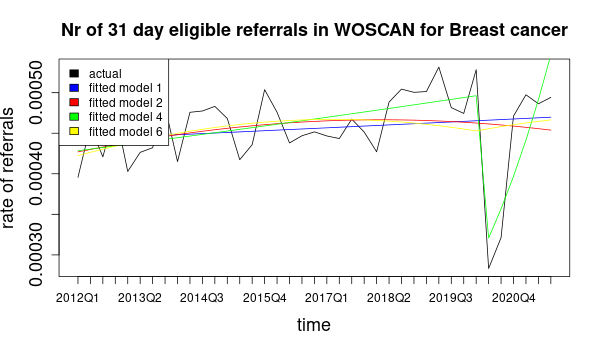 Nr of 31 day eligible referrals in WOSCAN for Breast cancer
actual
fitted model 1
fitted model 2
fitted model 4
fitted model 6
rate of referrals
0.00050
0.00040
0.00030
2012Q1 2013Q2 2014Q3 2015Q4 2017Q1 2018Q2 2019Q3 2020Q4
time